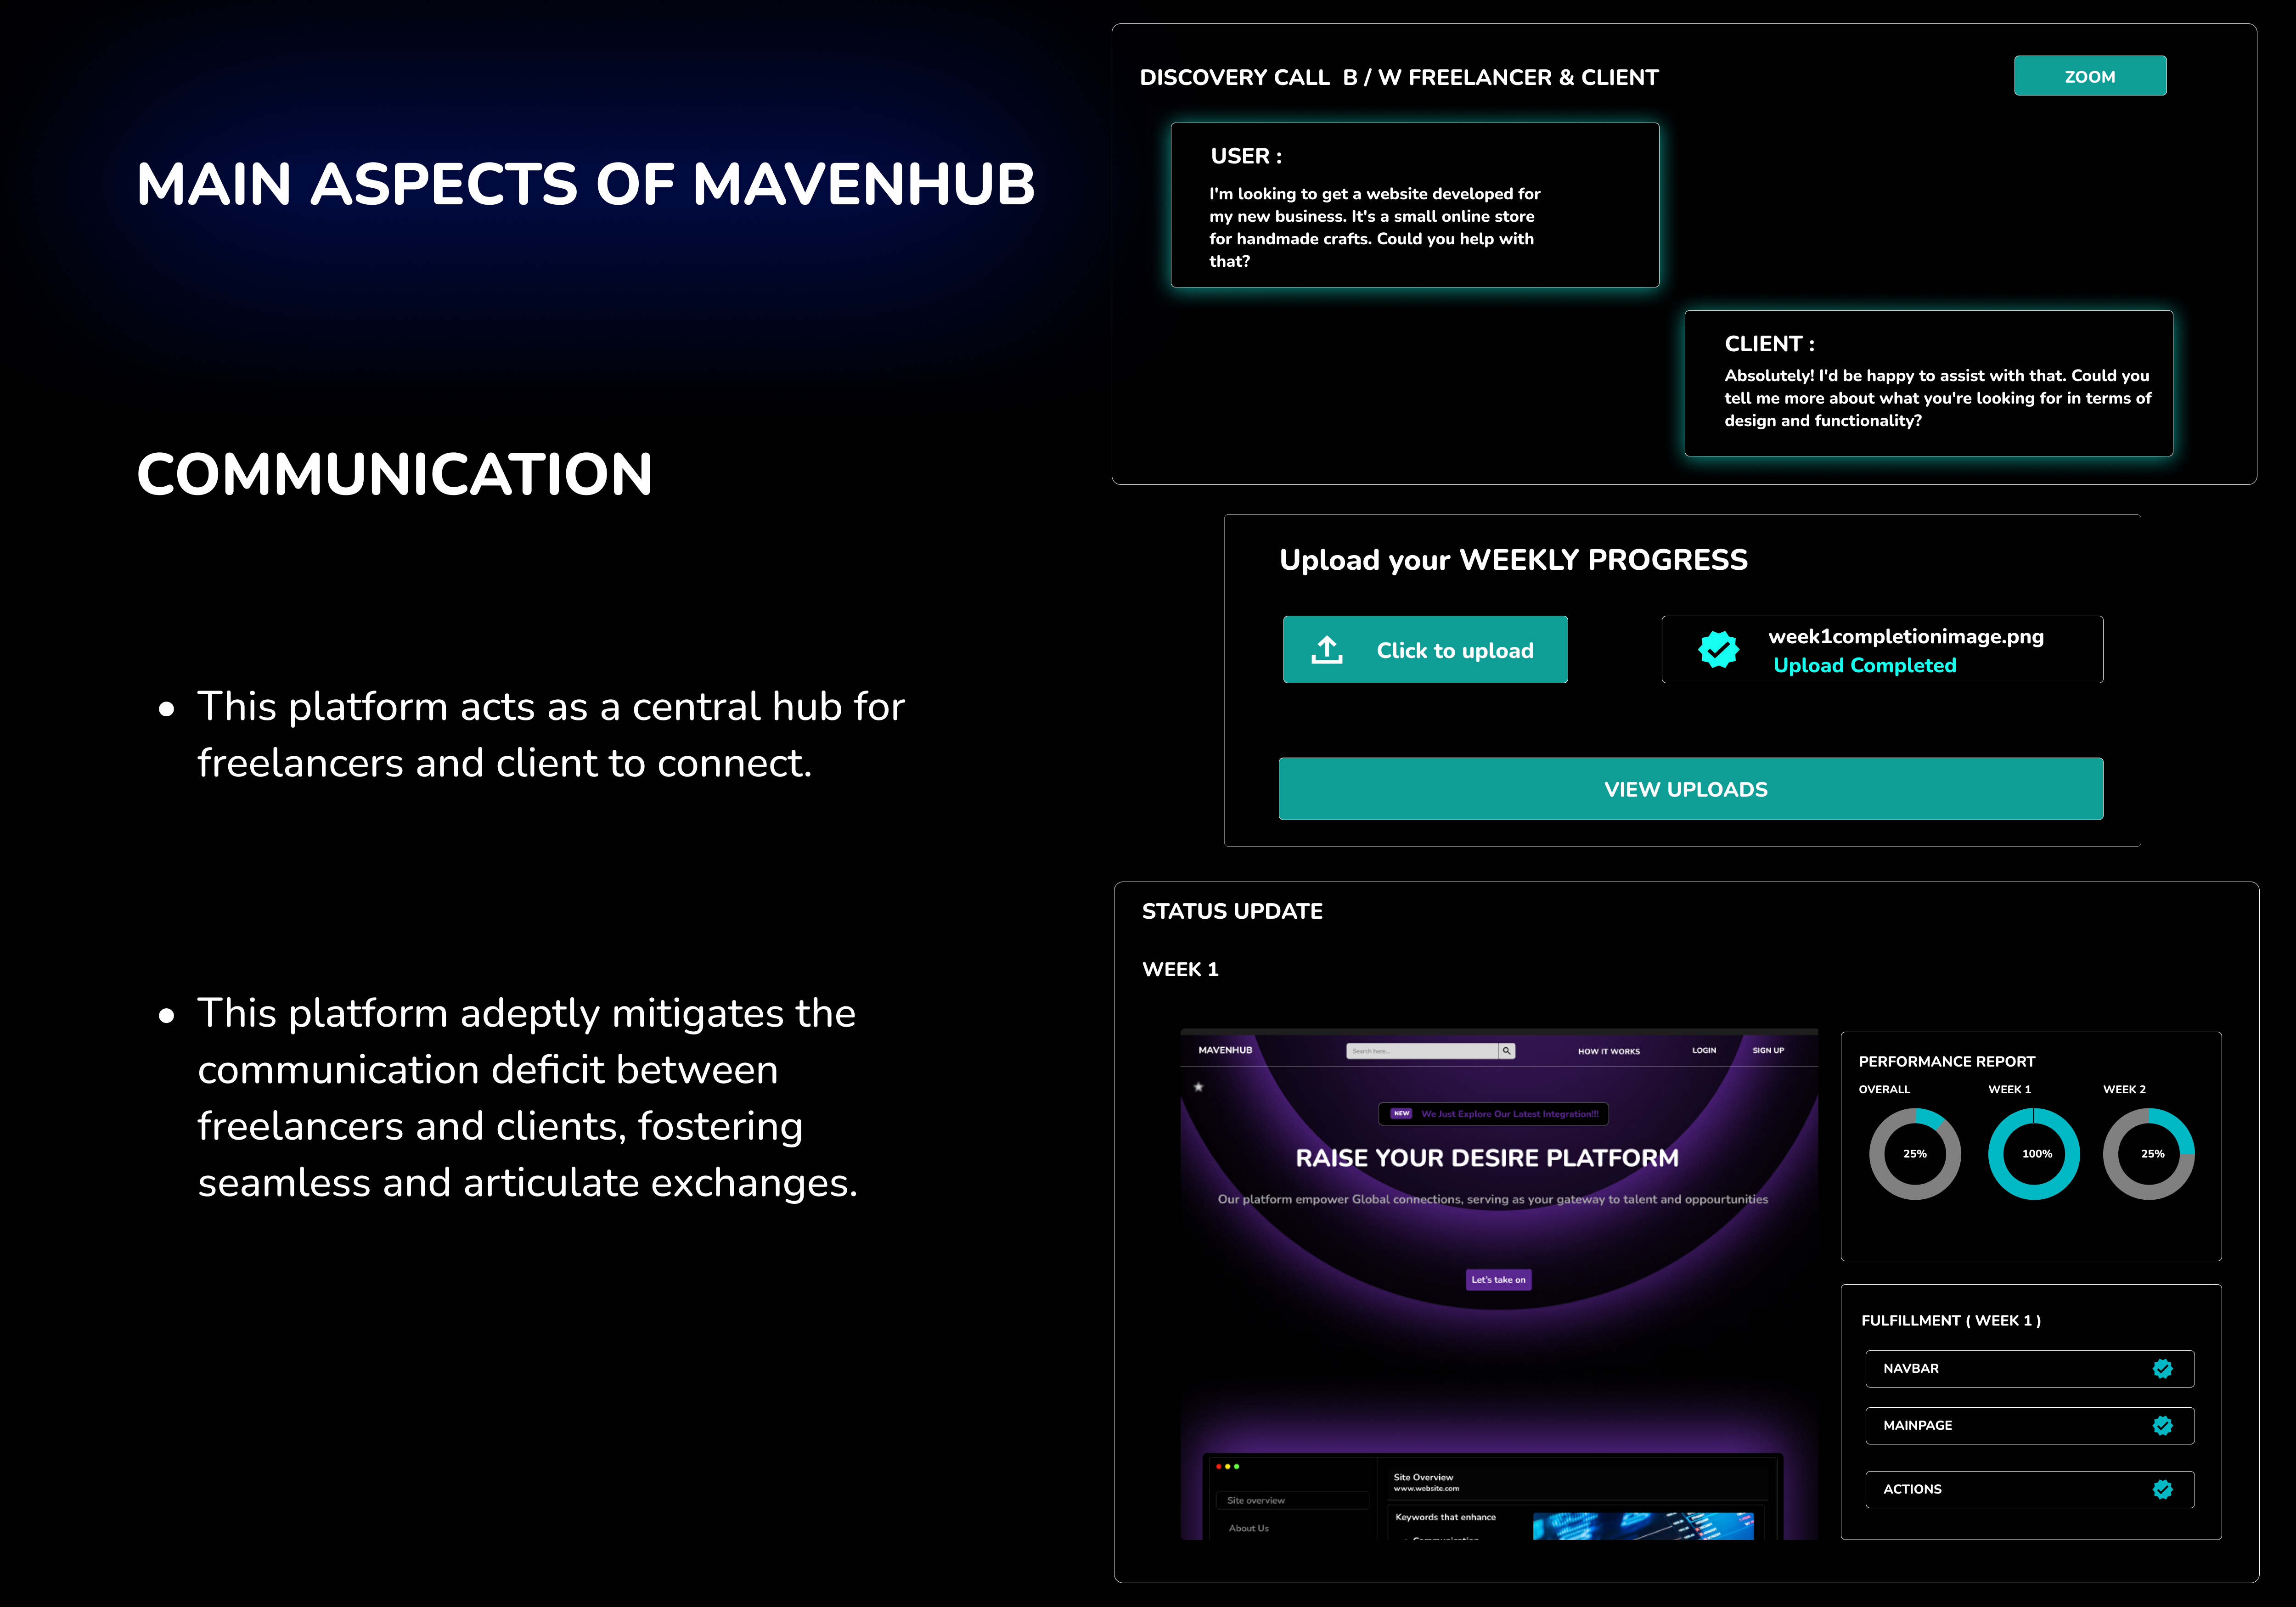 MAIN ASPECTS OF MAVENHUB
COMMUNICATION
• This platform acts as a central hub for
freelancers and client to connect.
• This platform adeptly mitigates the
communication deficit between
freelancers and clients, fostering
seamless and articulate exchanges.
DISCOVERY CALL B / W FREELANCER & CLIENT
ZOOM
USER :
I'm looking to get a website developed for
my new business. It's a small online store
for handmade crafts. Could you help with
that?
CLIENT :
Absolutely! I'd be happy to assist with that. Could you
tell me more about what you're looking for in terms of
design and functionality?
Upload your WEEKLY PROGRESS
Click to upload
week1completionimage.png
Upload Completed
VIEW UPLOADS
STATUS UPDATE
WEEK 1
MAVENHUB
Search here...
HOW IT WORKS
LOGIN
SIGN UP
NEW
We Just Explore Our Latest Integration!!!
RAISE YOUR DESIRE PLATFORM
Our platform empower Global connections, serving as your gateway to talent and oppourtunities
Let's take on
Site overview
About Us
Site Overview
www.website.com
Keywords that enhance
PERFORMANCE REPORT
OVERALL
WEEK 1
WEEK 2
25%
100%
25%
FULFILLMENT ( WEEK 1 )
NAVBAR
MAINPAGE
ACTIONS